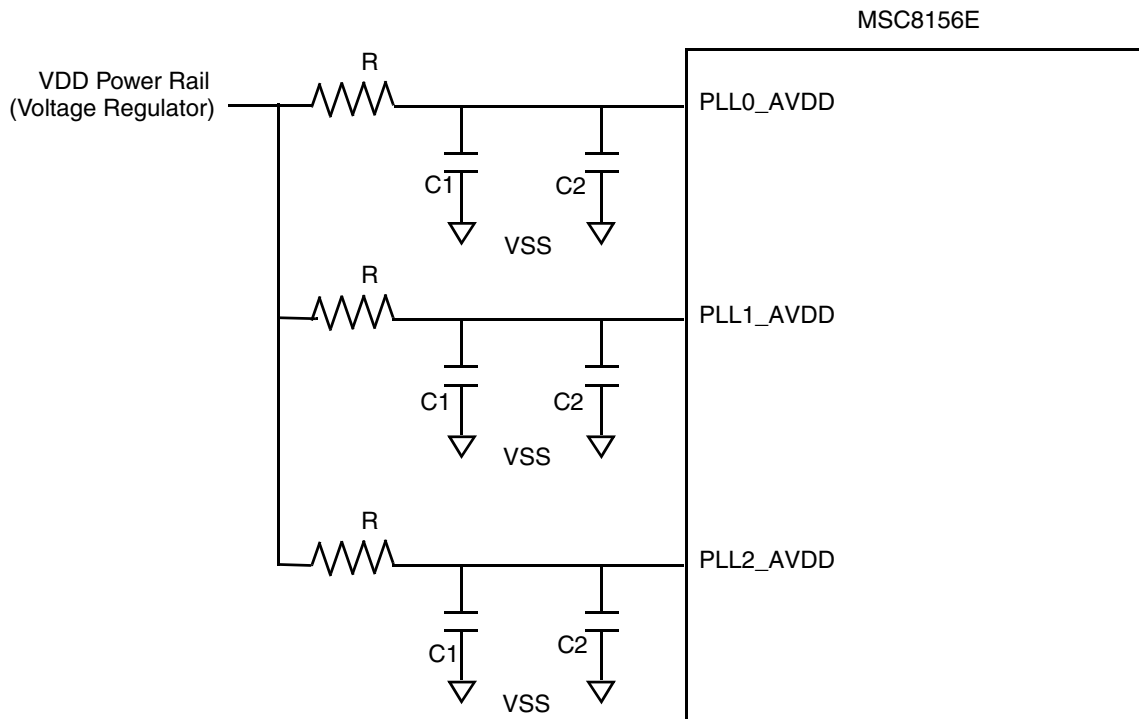 MSC8156E
R
VDD Power Rail
(Voltage Regulator)
PLL0_AVDD
C1
C2
VSS
R
PLL1_AVDD
C1
C2
VSS
R
PLL2_AVDD
C1
C2
VSS